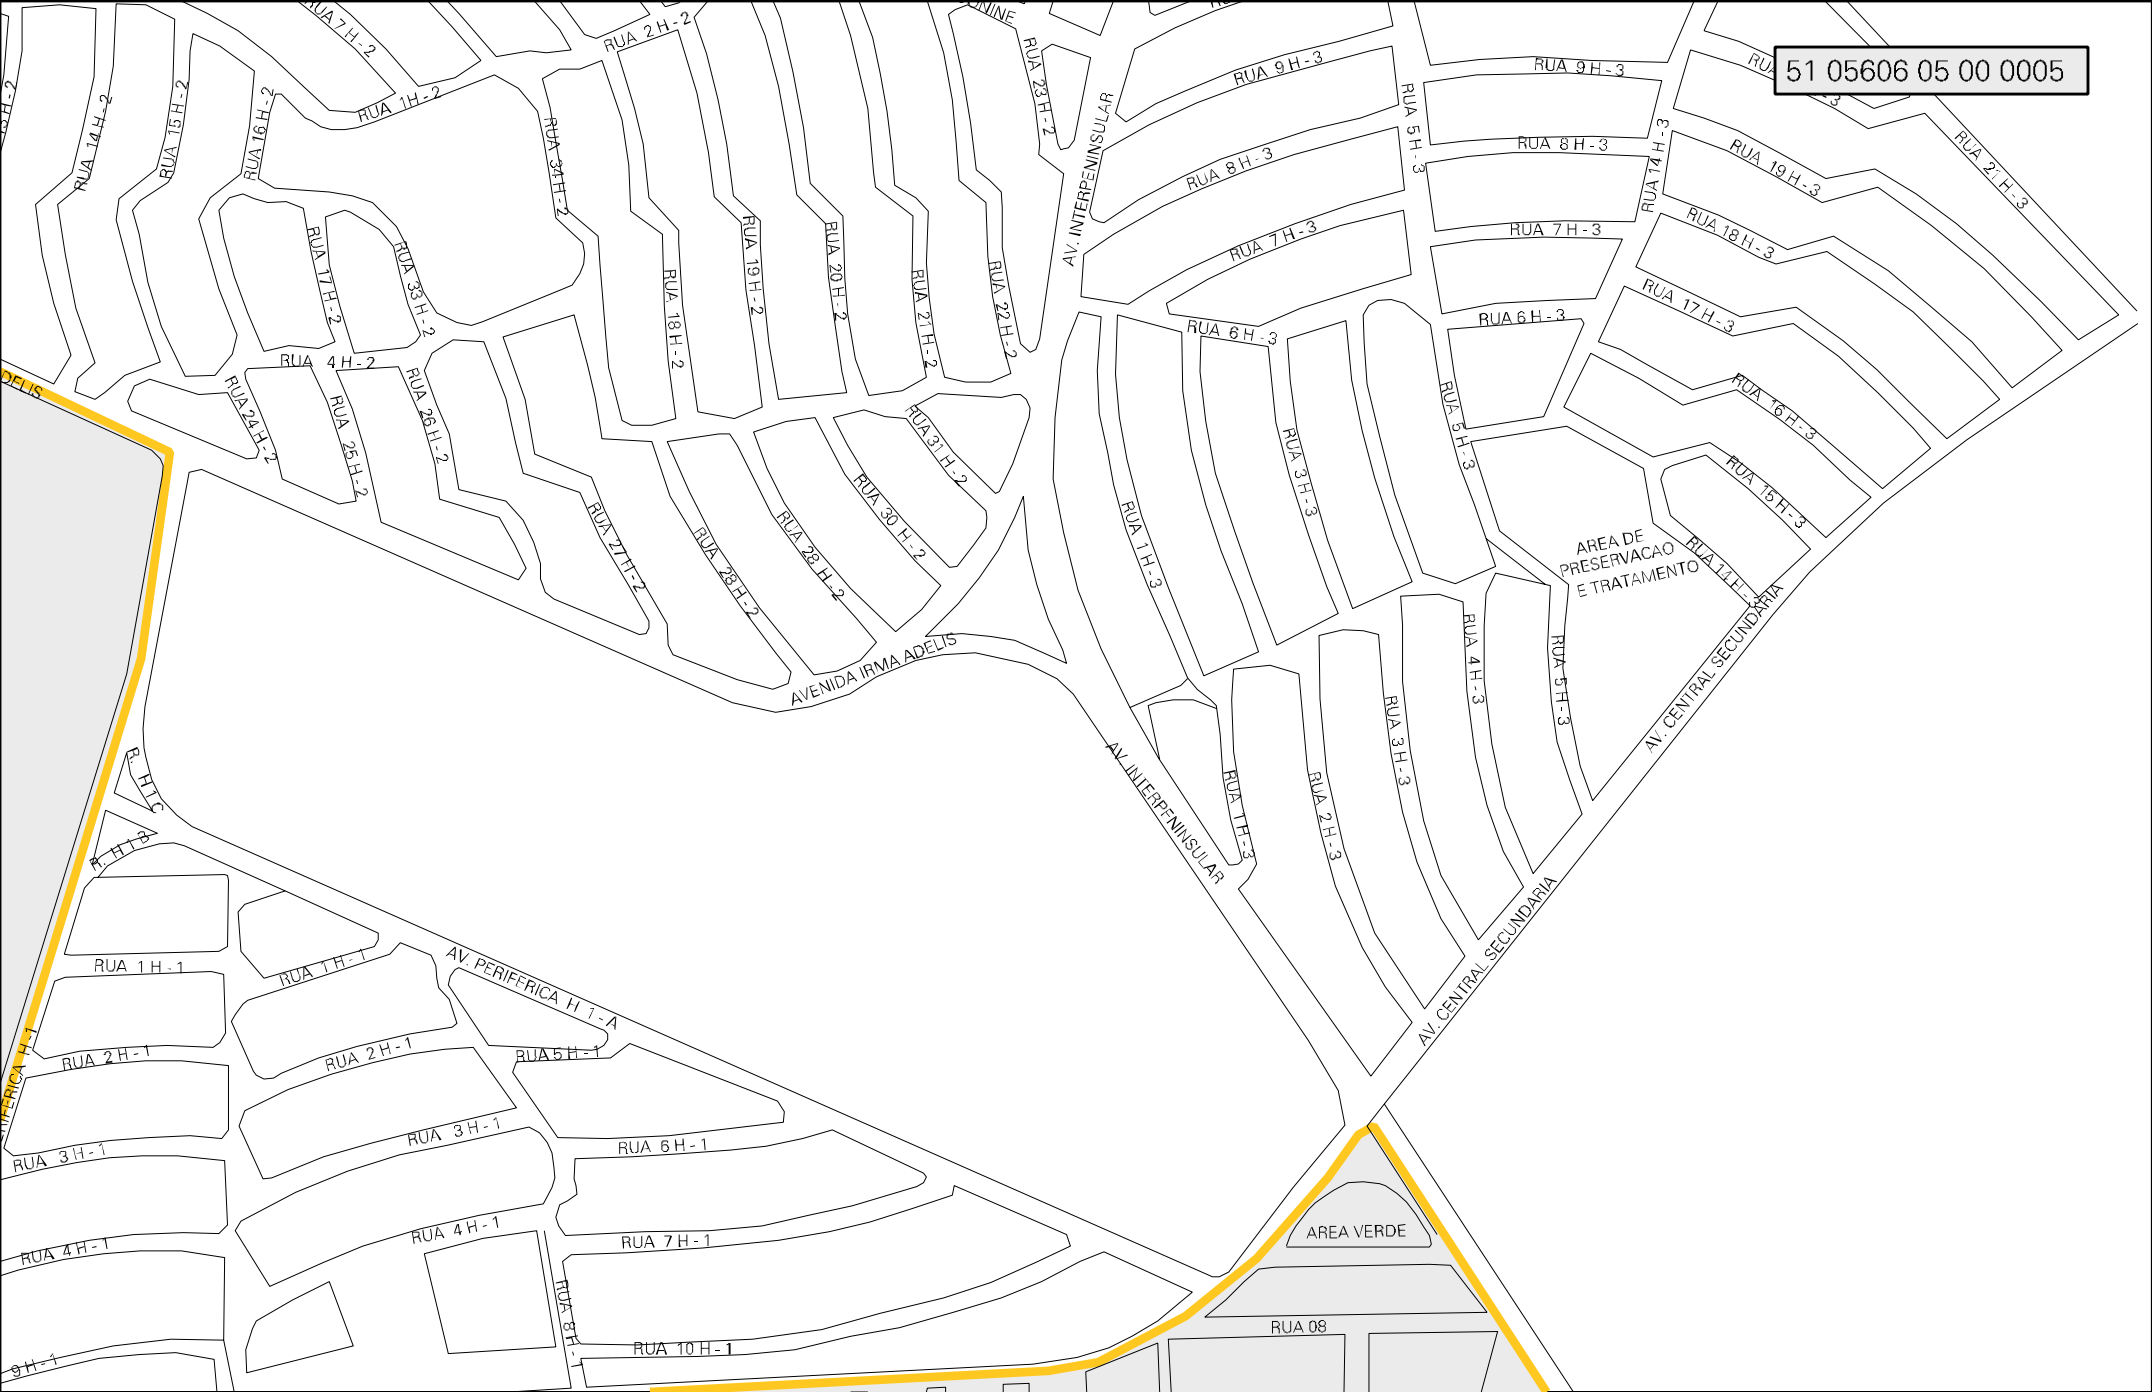 51 05606 05 00 0005
RUA 7 H - 2
RUA 2 H - 2
RUA 23 H - 2
RUA 9 H - 3
RUA 9 H - 3
RUA 1H - 2
RUA 14 H - 2
RUA 15 H - 2
RUA 16 H - 2
RUA 34 H - 2
AV. INTERPENINSULAR
RUA 5 H - 3
RUA 8 H - 3
RUA 8 H - 3
RUA 14 H - 3
RUA 19 H - 3
RUA 21 H - 3
RUA 18 H - 3
RUA 7 H - 3
RUA 7 H - 3
RUA 17 H - 2
RUA 33 H - 2
RUA 18 H - 2
RUA 19 H - 2
RUA 20 H - 2
RUA 21 H - 2
RUA 22 H - 2
RUA 6 H - 3
RUA 6 H - 3
RUA 17 H - 3
RUA 4 H - 2
RUA 24 H - 2
RUA 25 H - 2
RUA 26 H - 2
RUA 31 H - 2
RUA 3 H - 3
RUA 5 H - 3
RUA 16 H - 3
RUA 15 H - 3
RUA 27 H - 2
RUA 28 H - 2
RUA 28 H - 2
RUA 30 H - 2
RUA 1 H - 3
AREA DE
PRESERVACAO
E TRATAMENTO
RUA 14 H - 3
AVENIDA IRMA ADELIS
RUA 4 H - 3
RUA 5 H - 3
AV. CENTRAL SECUNDARIA
R. H1C
R. H1B
AV. INTERPENINSULAR
RUA 1 H - 3
RUA 2 H - 3
RUA 3 H - 3
RUA 1 H - 1
RUA 1 H - 1
AV. PERIFERICA H 1 - A
AV. CENTRAL SECUNDARIA
RUA 2 H - 1
RUA 2 H - 1
RUA 5 H - 1
RUA 3 H - 1
RUA 3 H - 1
RUA 6 H - 1
RUA 4 H - 1
RUA 4 H - 1
RUA 7 H - 1
AREA VERDE
RUA 8 H - 1
RUA 10 H - 1
RUA 08
9 H - 1